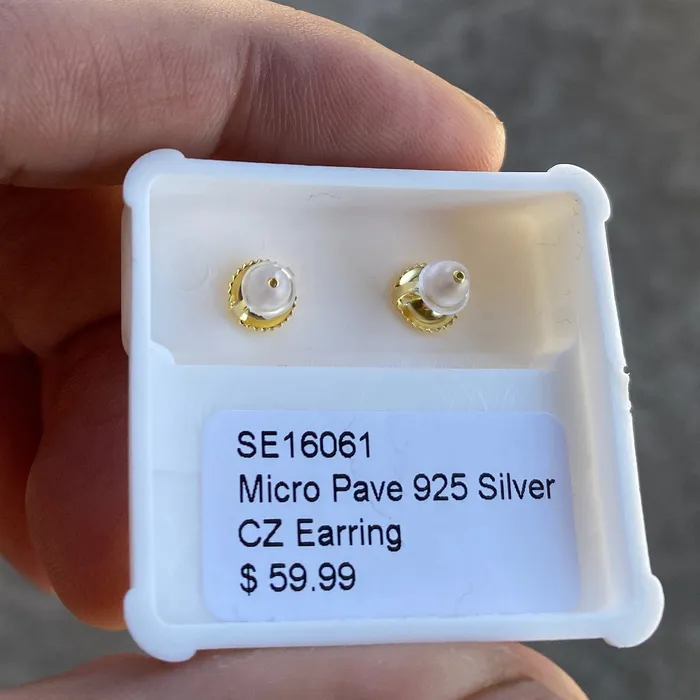 SE16061
Micro Pave 925 Silver
CZ Earring
$ 59.99